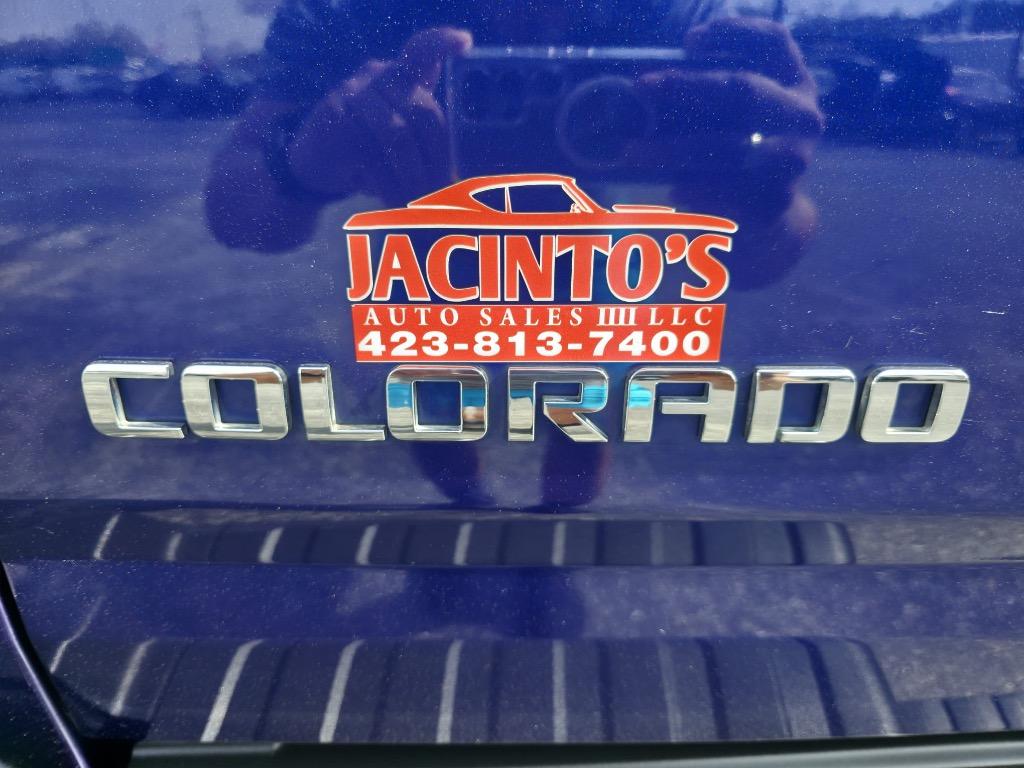 JACINTO'S
AUTO SALES IIII LLC
423-813-7400
COLORADO